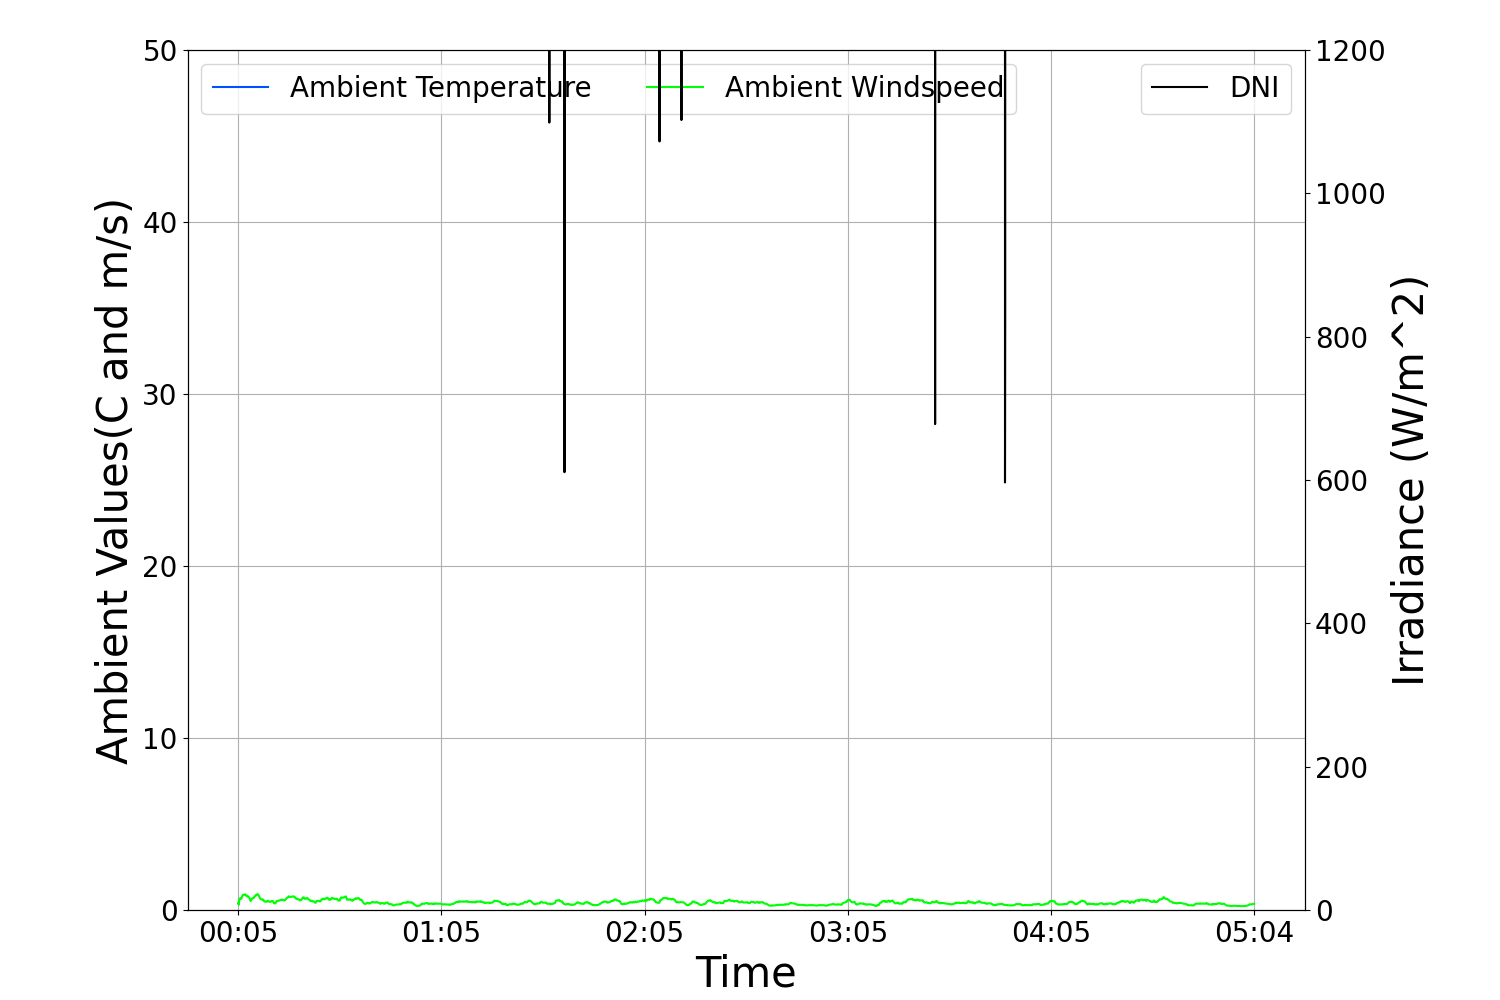 Ambient Temperature
Ambient Windspeed
DNI
Ambient Values(C and m/s)
50
40
30
20
10
0
1200
1000
800
600
400
200
0
Irradiance (W/m^2)
00:05 01:05 02:05 03:05 04:05 05:04
Time